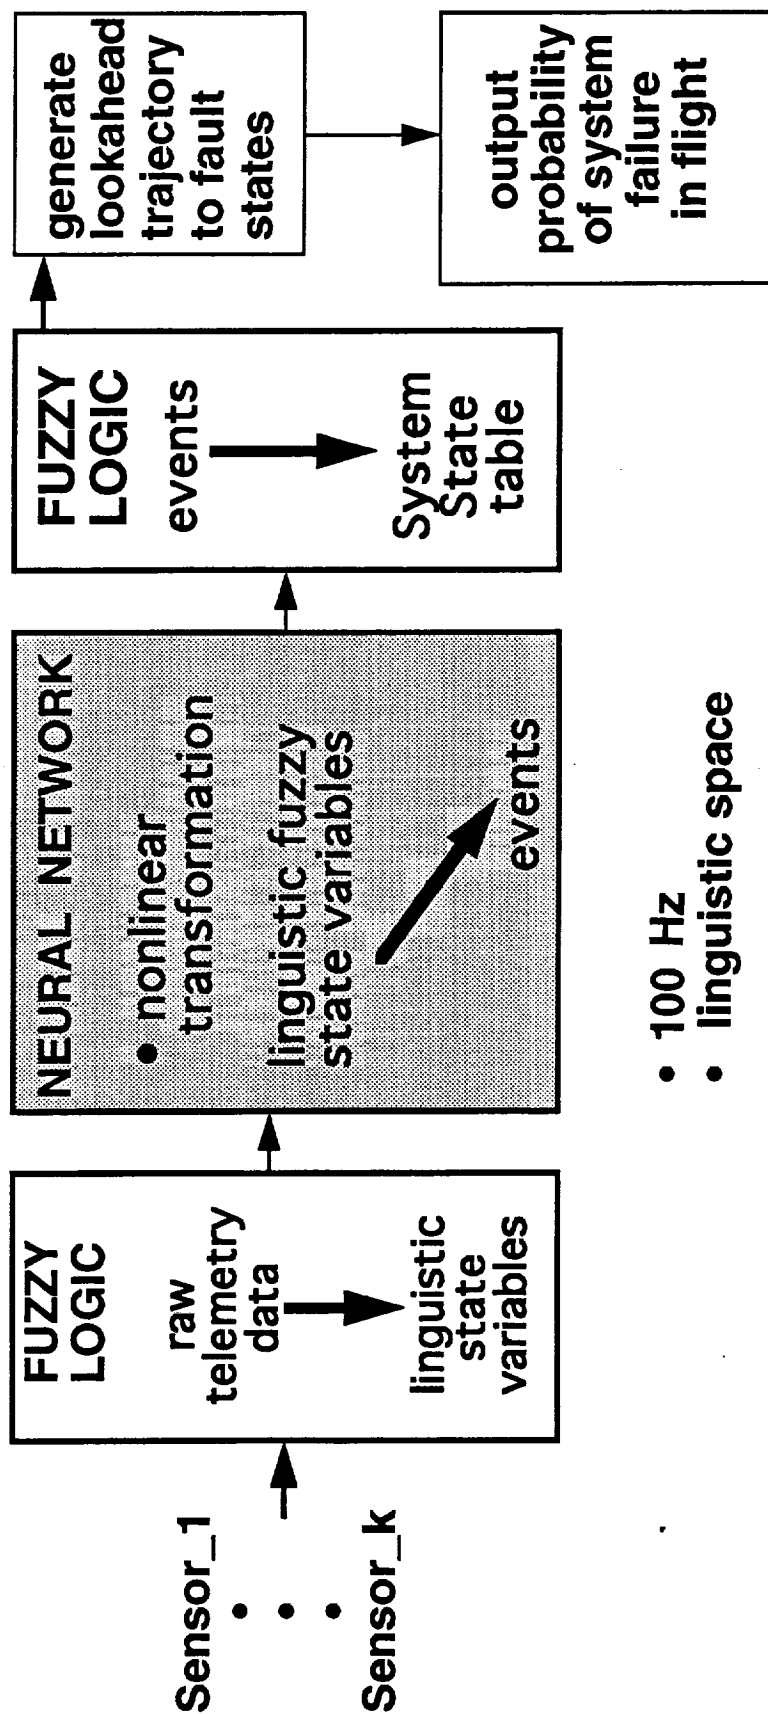 Sensor_1
Sensor_k
FUZZY
LOGIC
raw
telemetry
data
linguistic
state
variables
NEURAL NETWORK
• nonlinear
transformation
linguistic fuzzy
state variables
events
• 100 Hz
• linguistic space
FUZZY
LOGIC
events
System
State
table
generate
lookahead
trajectory
to fault
states
output
probability
of system
failure
in flight